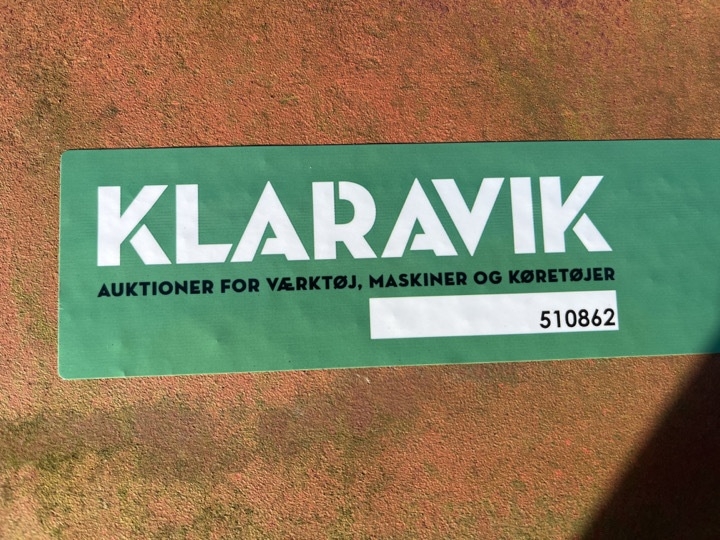 KLARAVIK
AUKTIONER FOR VÆRKTØJ, MASKINER OG KØRETØJER
510862